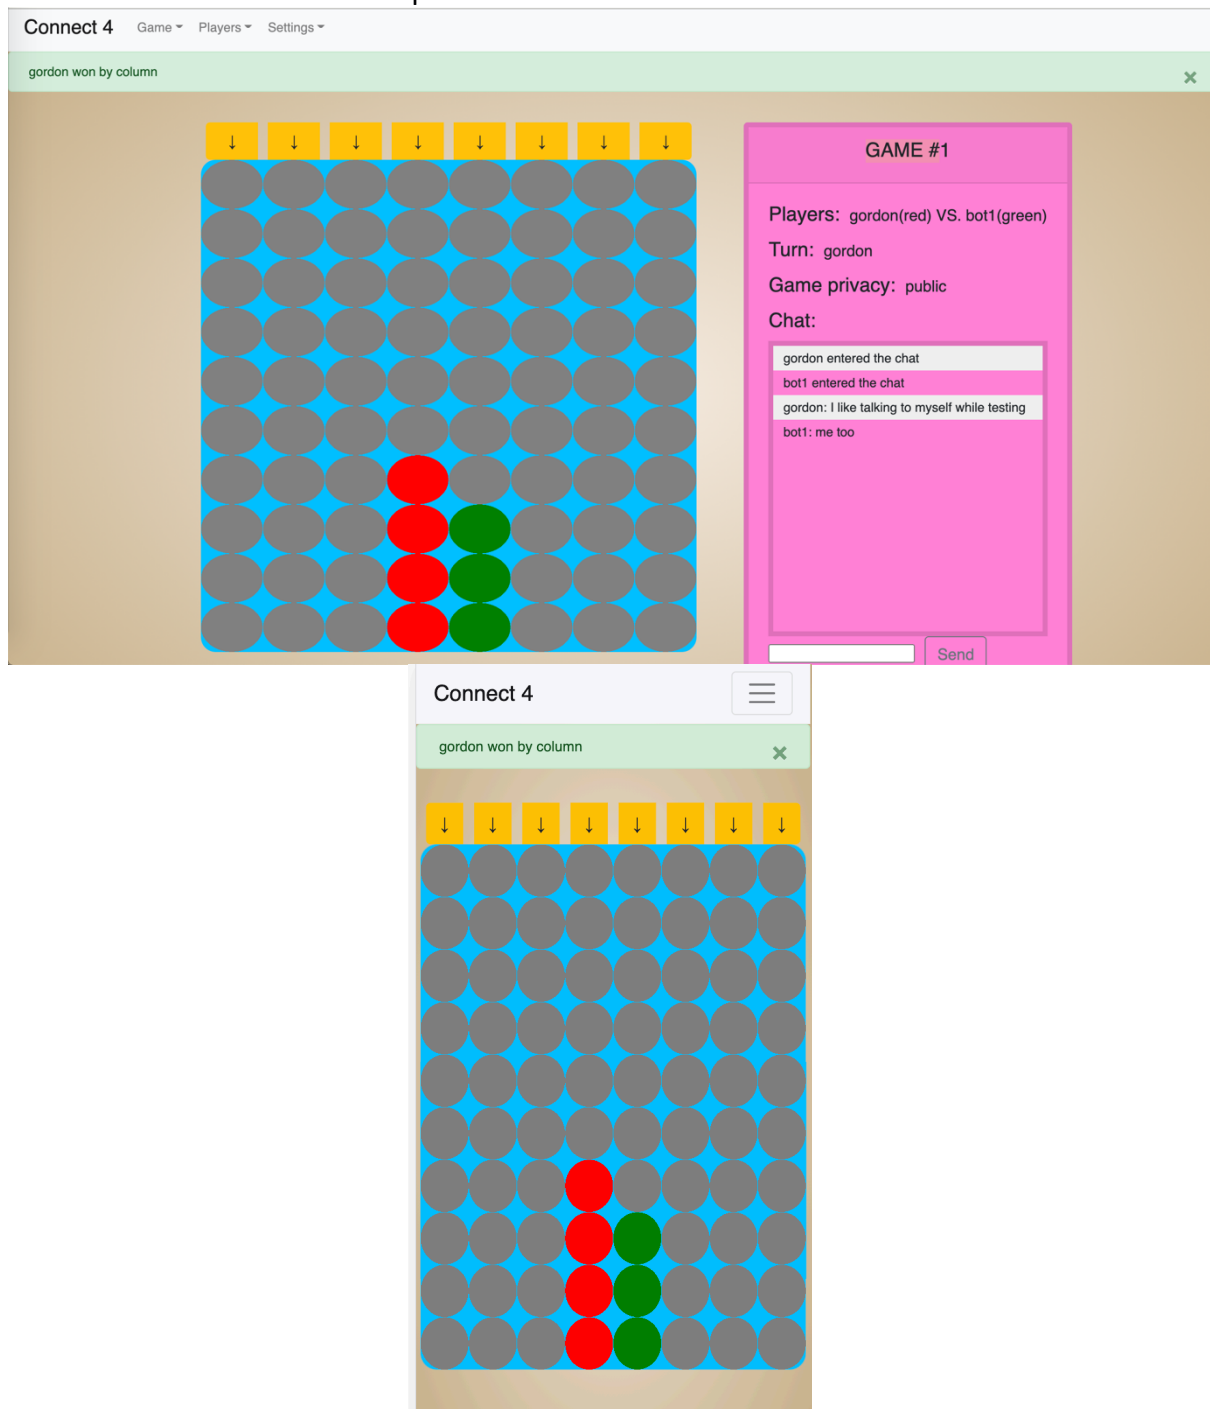 Connect 4 Game Players Settings
gordon won by column ×
↓ ↓ ↓ ↓ ↓ ↓ ↓ ↓
GAME #1
Players: gordon(red) VS. bot1(green)
Turn: gordon
Game privacy: public
Chat:
gordon entered the chat
bot1 entered the chat
gordon: I like talking to myself while testing
bot1: me too
Send
Connect 4
gordon won by column ×
↓ ↓ ↓ ↓ ↓ ↓ ↓ ↓